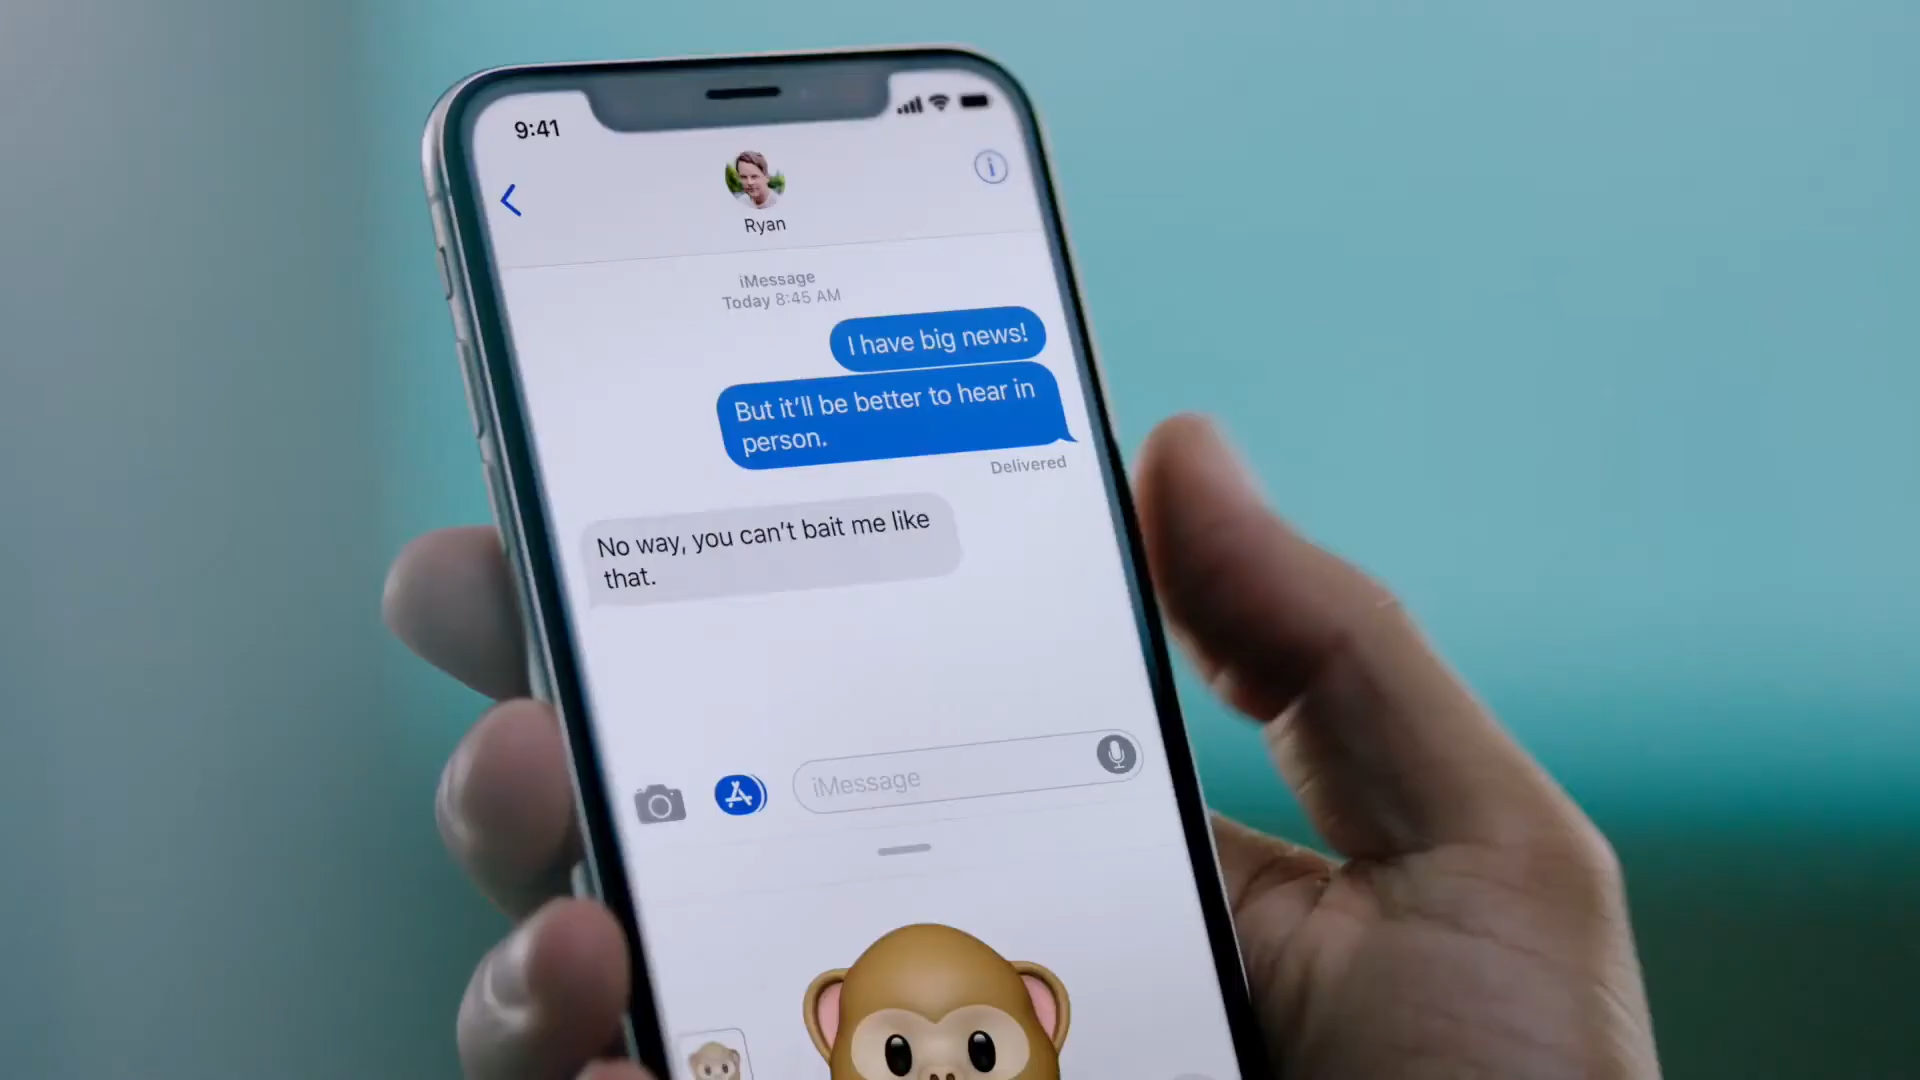 9:41
Ryan
iMessage
Today 8:45 AM
I have big news!
But it’ll be better to hear in
person.
Delivered
No way, you can’t bait me like
that.
iMessage